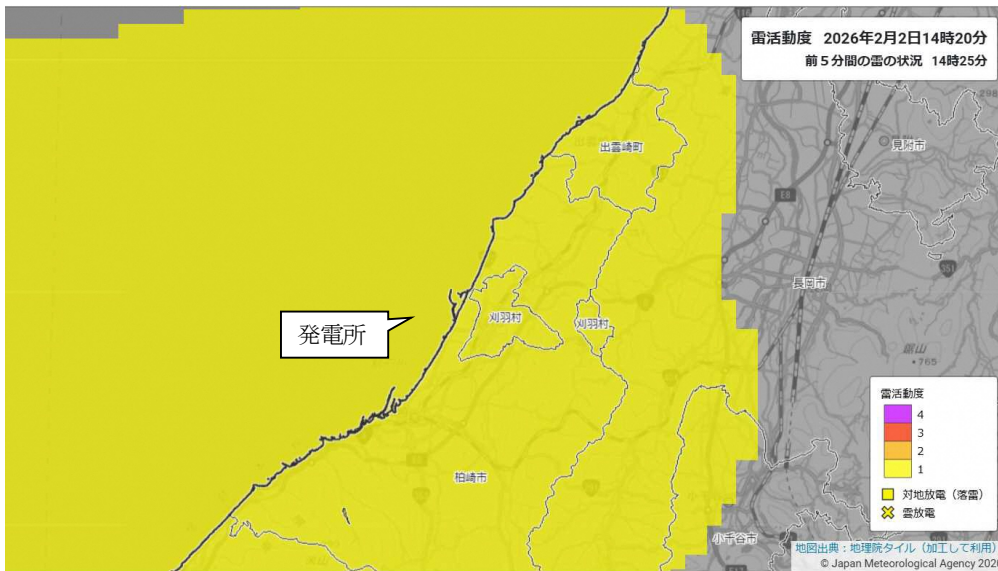 雷活動度 2026年2月2日14時20分
前5分間の雷の状況 14時25分
出雲崎町
見附市
E8
長岡市
351
刈羽村
刈羽村
発電所
・765
雷活動度
4
3
2
1
柏崎市
対地放電（落雷）
雲放電
小千谷市
地図出典：地理院タイル（加工して利用）
© Japan Meteorological Agency 202